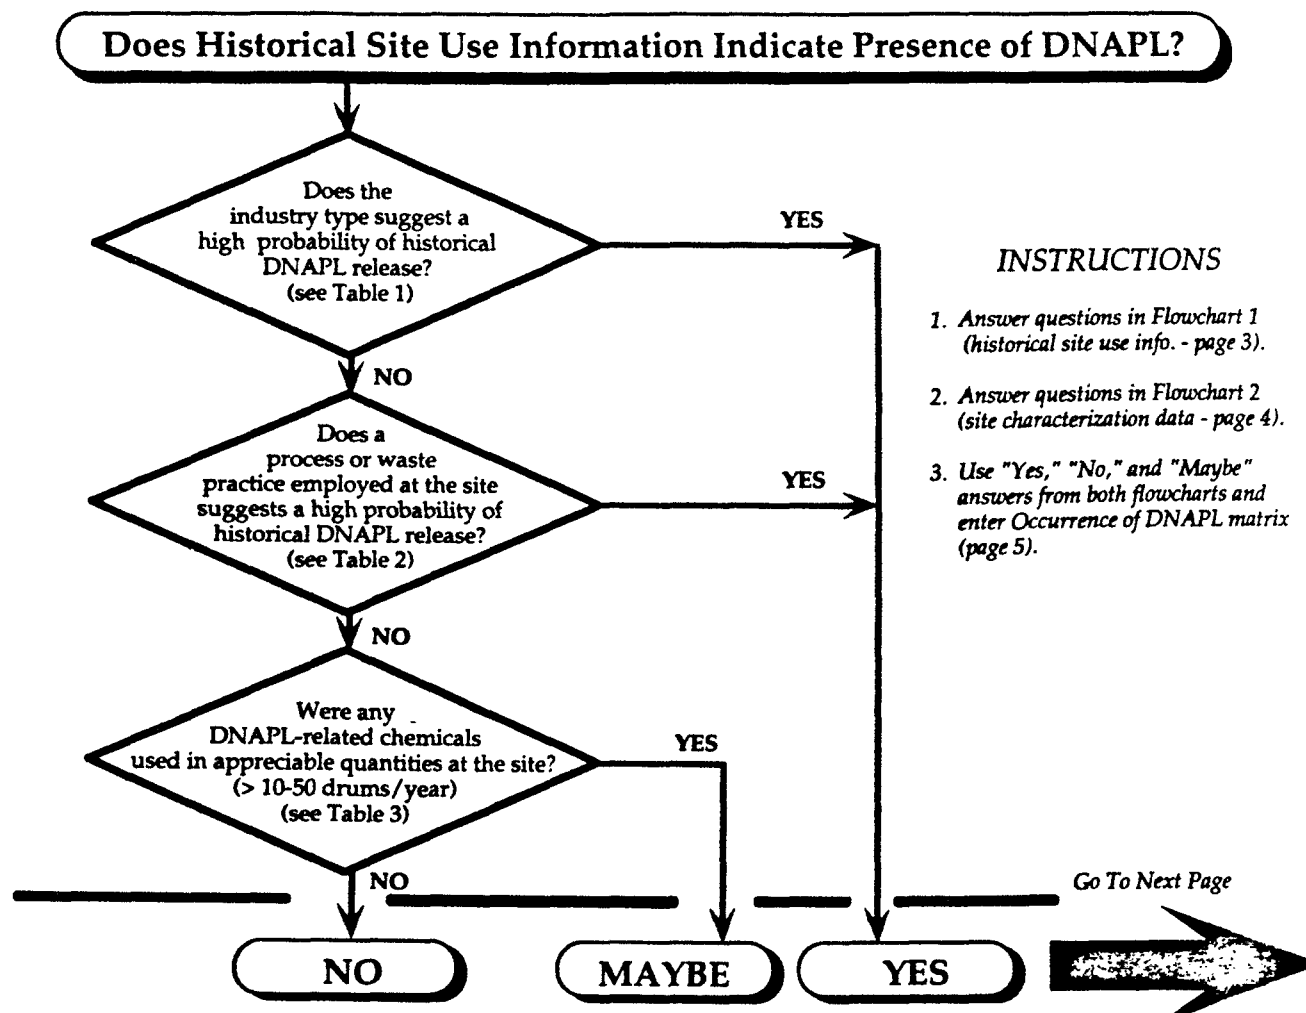 Does Historical Site Use Information Indicate Presence of DNAPL?
Does the
industry type suggest a
high probability of historical
DNAPL release?
(see Table 1)
YES
NO
Does a
process or waste
practice employed at the site
suggests a high probability of
historical DNAPL release?
(see Table 2)
YES
NO
Were any
DNAPL-related chemicals
used in appreciable quantities at the site?
(> 10-50 drums/year)
(see Table 3)
YES
NO
INSTRUCTIONS
1. Answer questions in Flowchart 1
(historical site use info. - page 3).
2. Answer questions in Flowchart 2
(site characterization data - page 4).
3. Use "Yes," "No," and "Maybe"
answers from both flowcharts and
enter Occurrence of DNAPL matrix
(page 5).
Go To Next Page
NO
MAYBE
YES